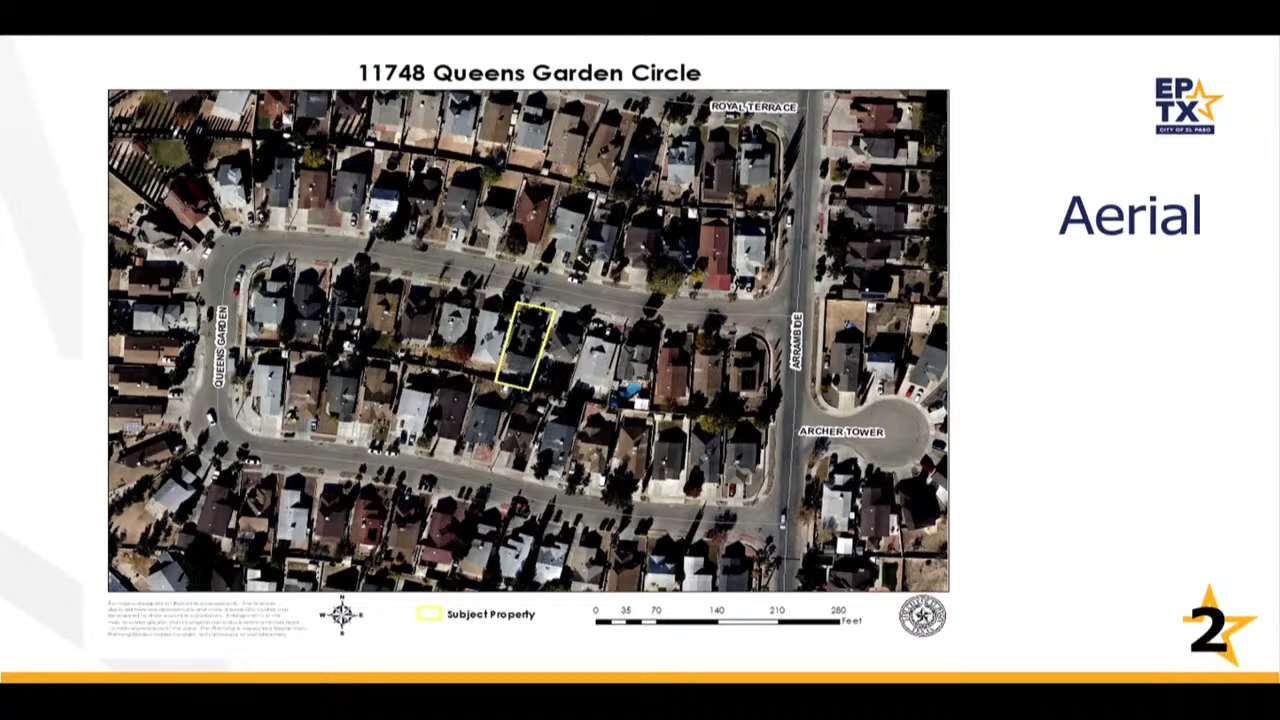 11748 Queens Garden Circle
EP
TX
CITY OF EL PASO
Aerial
ROYAL TERRACE
QUEENS GARDEN
ARRAMBIDE
ARCHER TOWER
N
W E
S
Subject Property
0 35 70 140 210 280
Feet
2